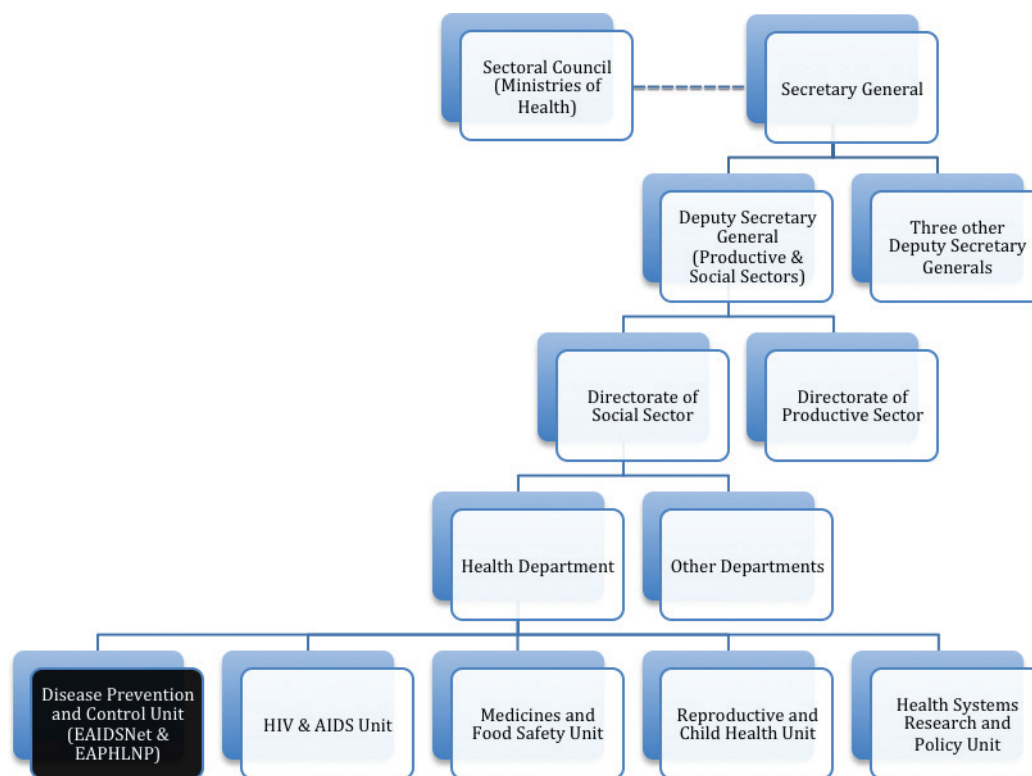 Sectoral Council
(Ministries of
Health)
Secretary General
Deputy Secretary
General
(Productive &
Social Sectors)
Three other
Deputy Secretary
Generals
Directorate of
Social Sector
Directorate of
Productive Sector
Health Department
Other Departments
Disease Prevention
and Control Unit
(EAIDSNet &
EAPHLNP)
HIV & AIDS Unit
Medicines and
Food Safety Unit
Reproductive and
Child Health Unit
Health Systems
Research and
Policy Unit